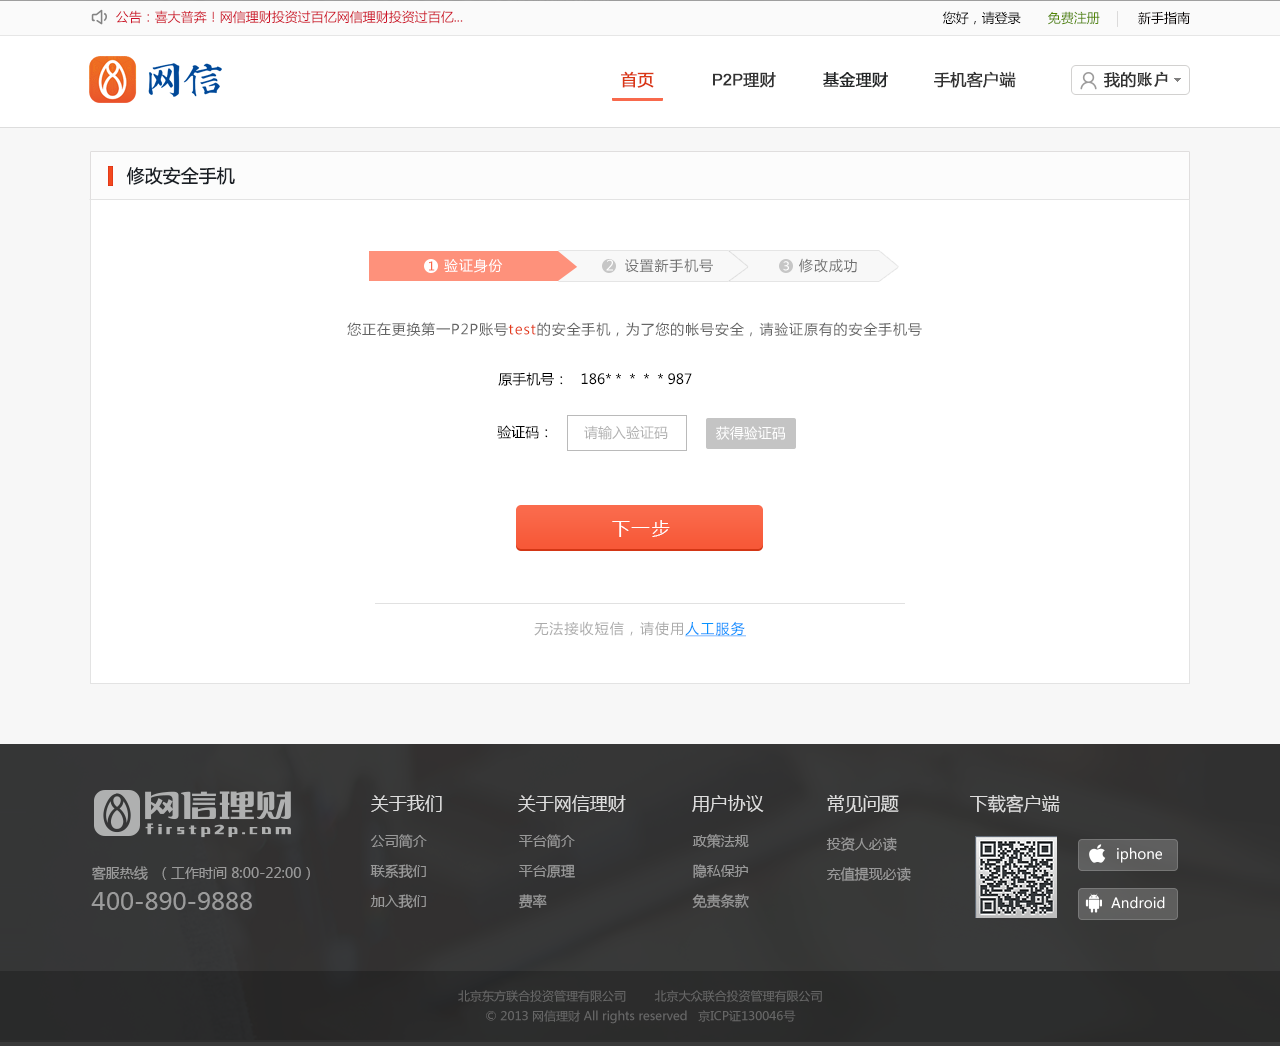 公告：喜大普奔！网信理财投资过百亿网信理财投资过百亿...
您好，请登录 免费注册 新手指南
网信
首页 P2P理财 基金理财 手机客户端 我的账户
修改安全手机
1 验证身份 2 设置新手机号 3 修改成功
您正在更换第一P2P账号test的安全手机，为了您的帐号安全，请验证原有的安全手机号
原手机号： 186* * * * * 987
验证码： 请输入验证码 获得验证码
下一步
无法接收短信，请使用人工服务
网信理财
firstp2p.com
客服热线 （ 工作时间 8:00-22:00 ）
400-890-9888
关于我们
公司简介
联系我们
加入我们
关于网信理财
平台简介
平台原理
费率
用户协议
政策法规
隐私保护
免责条款
常见问题
投资人必读
充值提现必读
下载客户端
iphone
Android
北京东方联合投资管理有限公司 北京大众联合投资管理有限公司
© 2013 网信理财 All rights reserved 京ICP证130046号